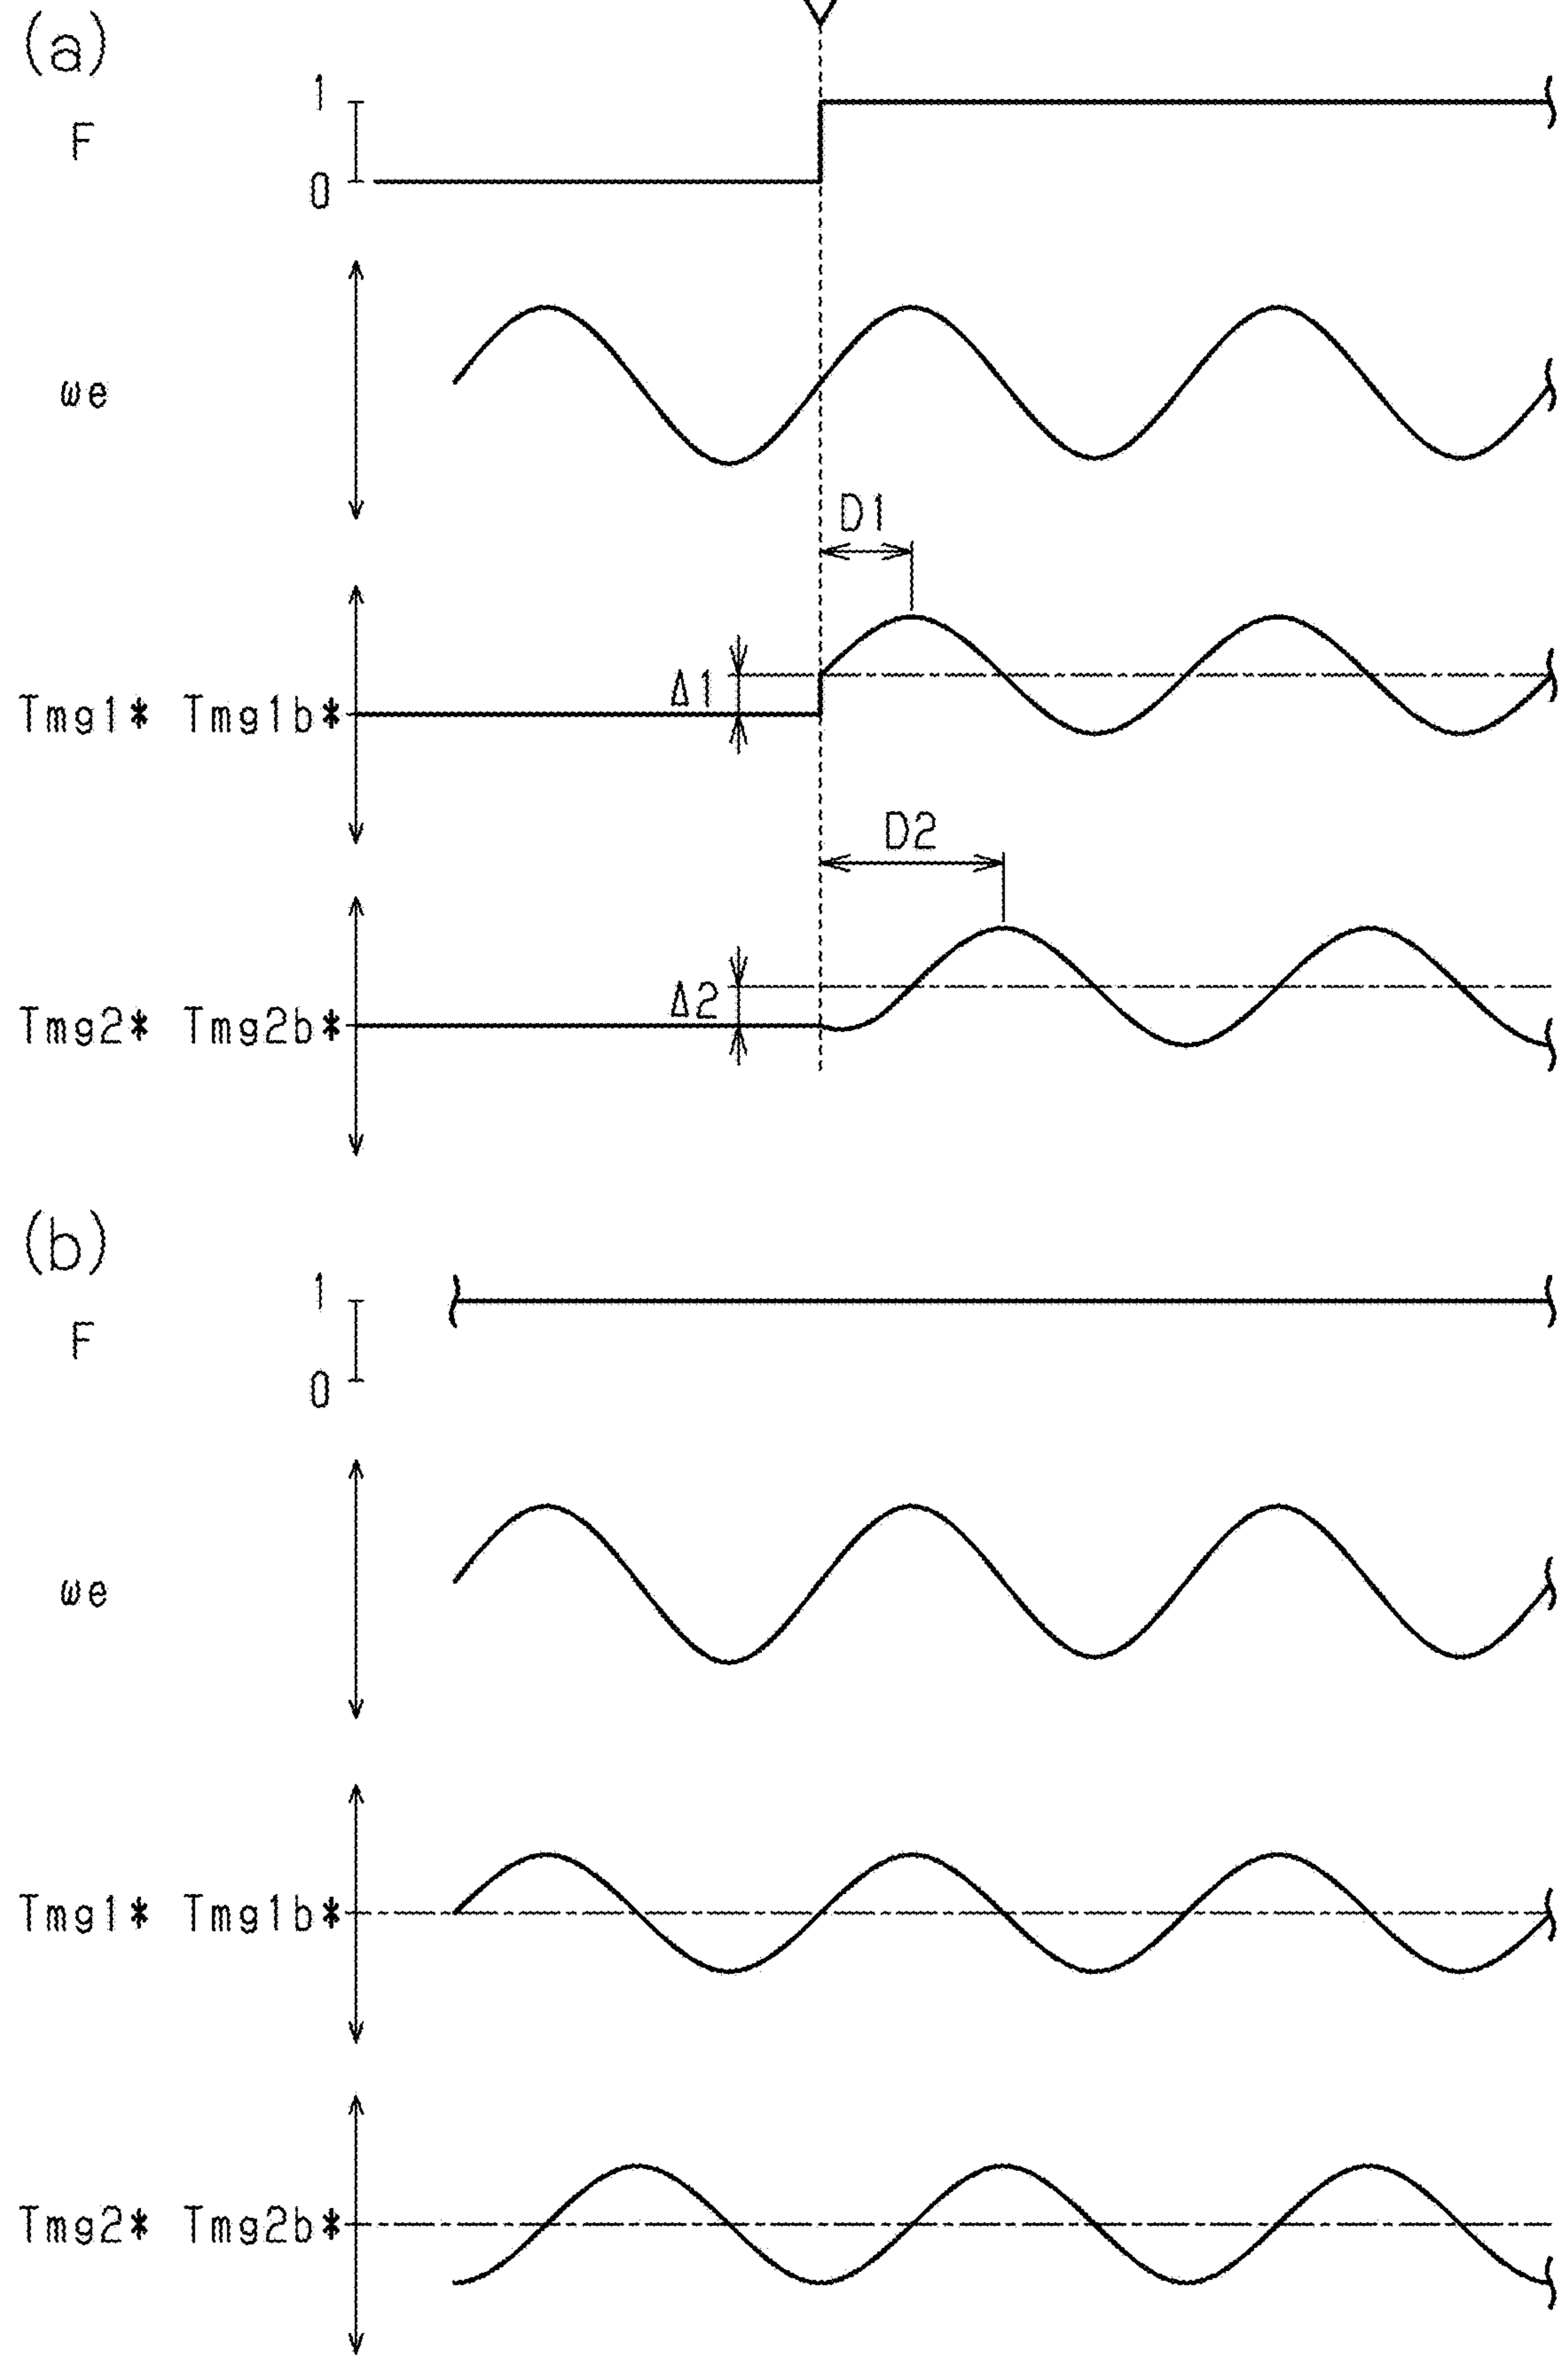 (a)
1
F
0
ωe
D1
Δ1
Tmg1* Tmg1b*
D2
Δ2
Tmg2* Tmg2b*
(b)
1
F
0
ωe
Tmg1* Tmg1b*
Tmg2* Tmg2b*